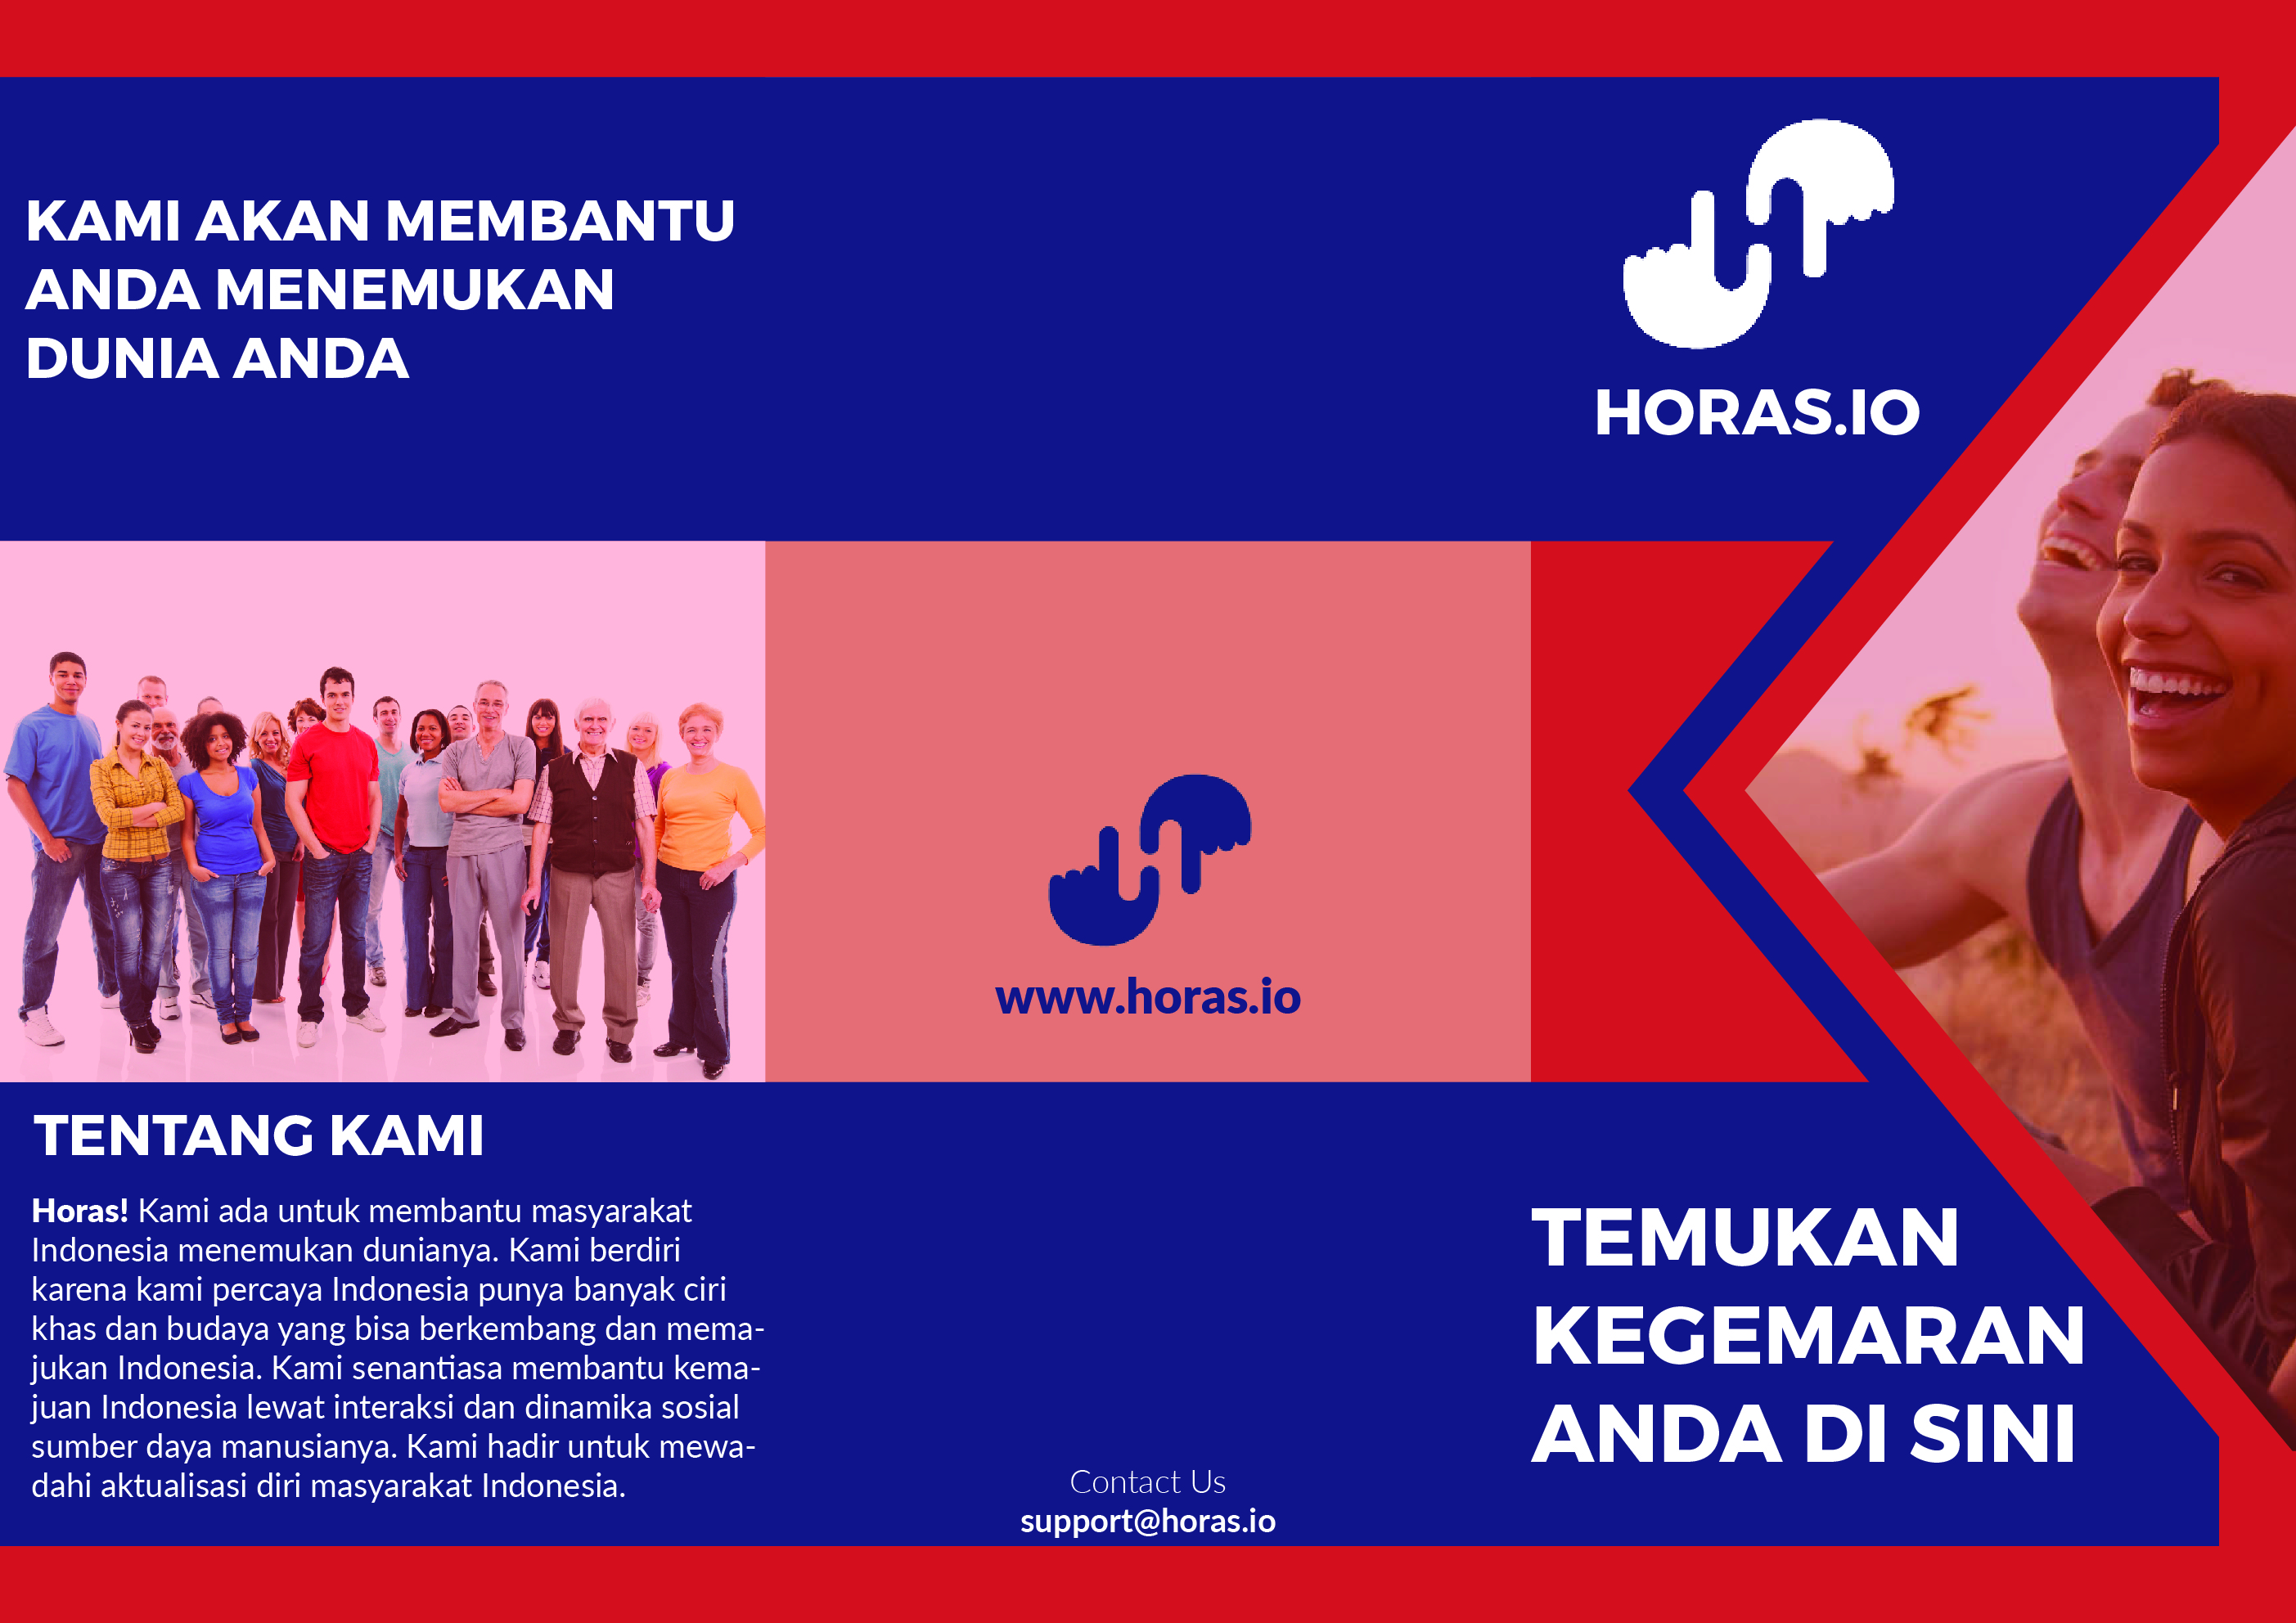 KAMI AKAN MEMBANTU
ANDA MENEMUKAN
DUNIA ANDA
TENTANG KAMI
Horas! Kami ada untuk membantu masyarakat
Indonesia menemukan dunianya. Kami berdiri
karena kami percaya Indonesia punya banyak ciri
khas dan budaya yang bisa berkembang dan mema-
jukan Indonesia. Kami senantiasa membantu kema-
juan Indonesia lewat interaksi dan dinamika sosial
sumber daya manusianya. Kami hadir untuk mewa-
dahi aktualisasi diri masyarakat Indonesia.
www.horas.io
Contact Us
support@horas.io
HORAS.IO
TEMUKAN
KEGEMARAN
ANDA DI SINI